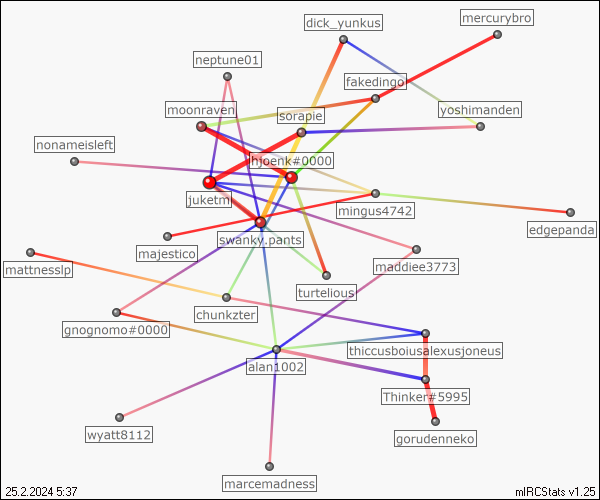 mercurybro
dick_yunkus
neptune01
fakedingo
moonraven
sorapie
yoshimanden
nonameisleft
hjoenk#0000
juketm
mingus4742
edgepanda
swanky.pants
majestico
maddiee3773
mattnesslp
turtelious
chunkzter
gnognomo#0000
thiccusboiusalexusjoneus
alan1002
Thinker#5995
wyatt8112
gorudenneko
marcemadness
25.2.2024 5:37
mIRCStats v1.25